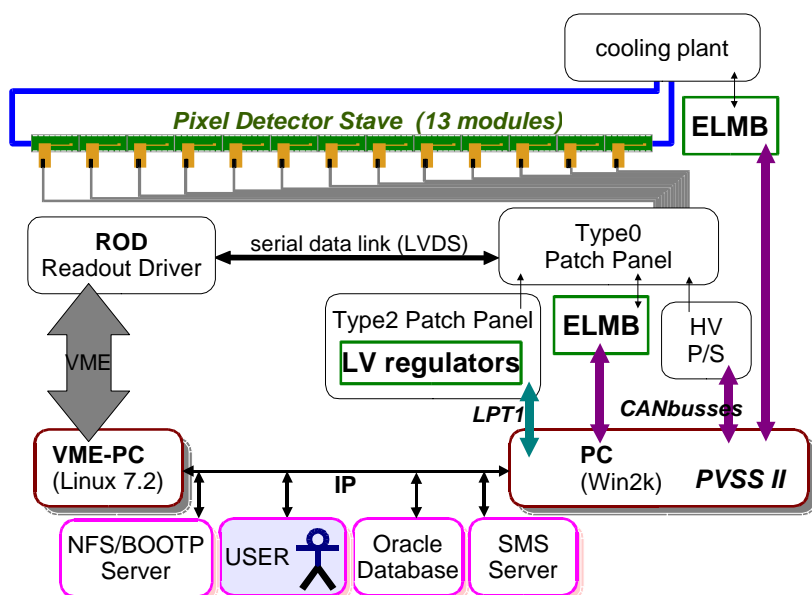 cooling plant
Pixel Detector Stave (13 modules)
ELMB
ROD
Readout Driver
serial data link (LVDS)
Type0
Patch Panel
Type2 Patch Panel
LV regulators
ELMB
HV
P/S
VME
LPT1
CANbusses
VME-PC
(Linux 7.2)
IP
PC
(Win2k)
PVSS II
NFS/BOOTP
Server
USER
Oracle
Database
SMS
Server